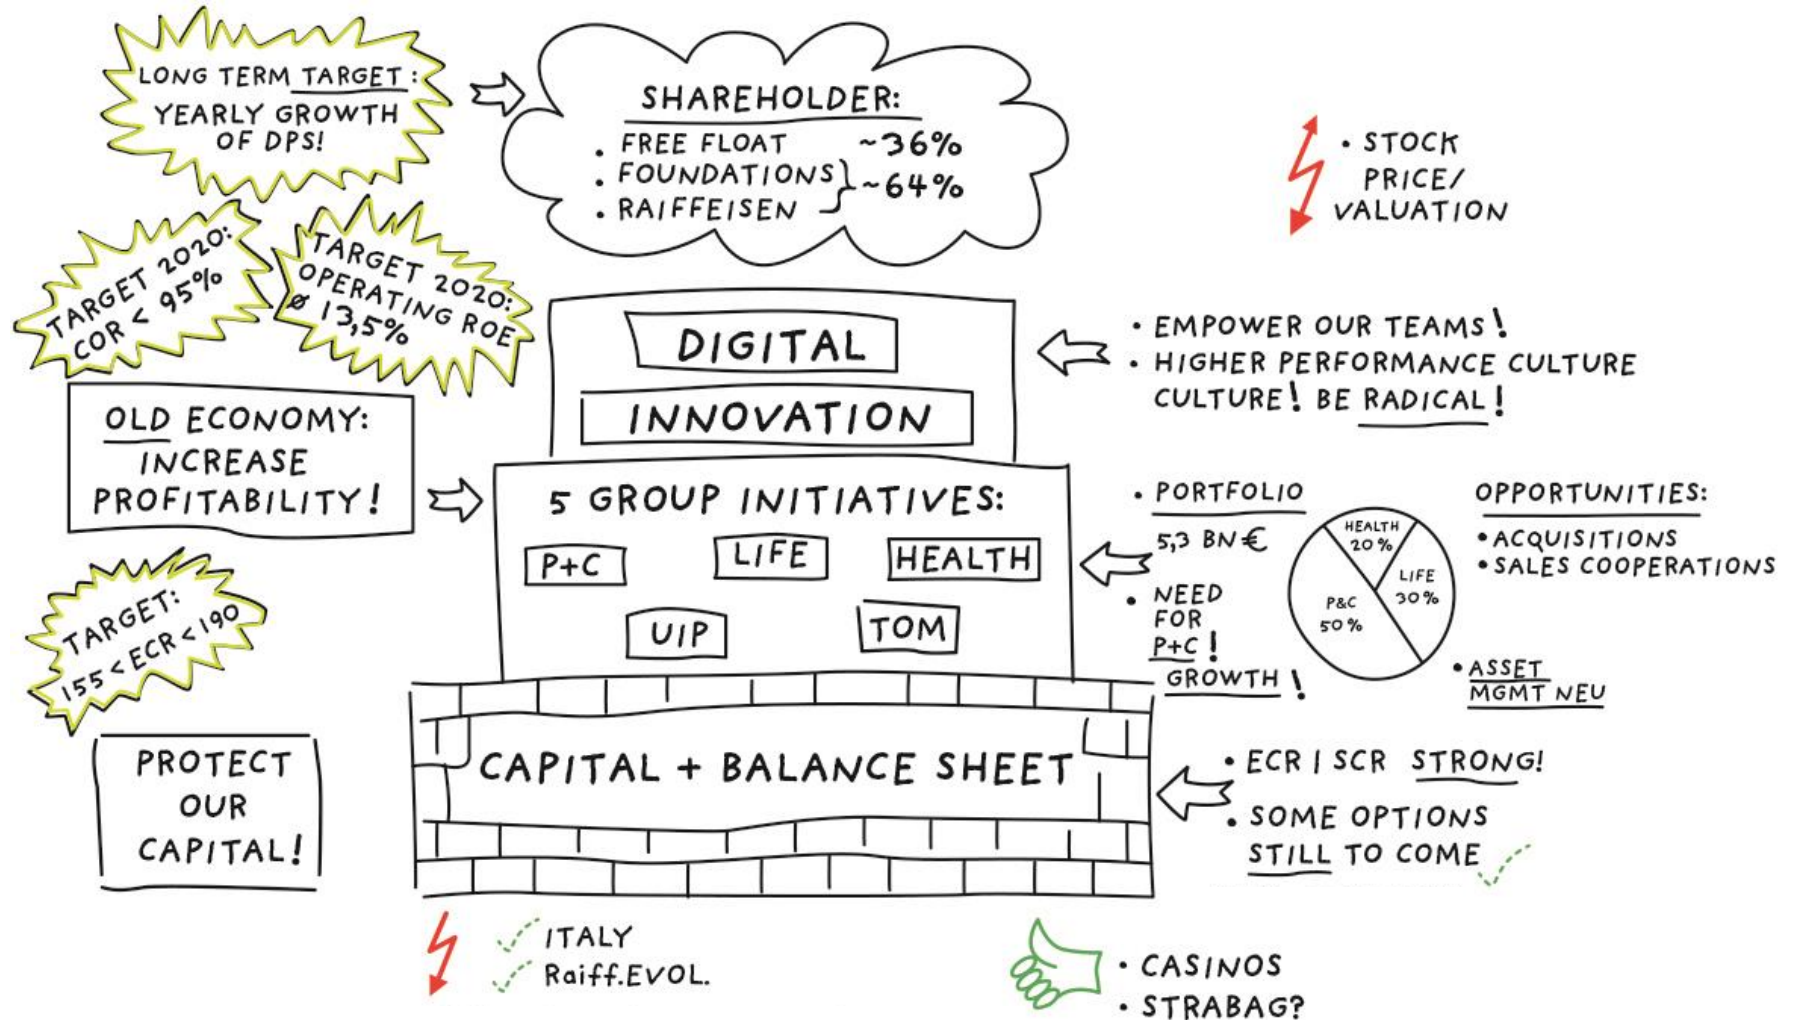 LONG TERM TARGET :
YEARLY GROWTH
OF DPS!
SHAREHOLDER:
• FREE FLOAT ~36%
• FOUNDATIONS
• RAIFFEISEN } ~64%
• STOCK
PRICE/
VALUATION
TARGET 2020:
COR < 95%
TARGET 2020:
OPERATING ROE
Ø 13,5%
DIGITAL
INNOVATION
• EMPOWER OUR TEAMS!
• HIGHER PERFORMANCE CULTURE
CULTURE! BE RADICAL!
OLD ECONOMY:
INCREASE
PROFITABILITY!
5 GROUP INITIATIVES:
P+C
LIFE
HEALTH
UIP
TOM
• PORTFOLIO
5,3 BN €
• NEED
FOR
P+C!
GROWTH!
HEALTH
20%
LIFE
30%
P&C
50%
OPPORTUNITIES:
• ACQUISITIONS
• SALES COOPERATIONS
• ASSET
MGMT NEU
TARGET:
155 < ECR < 190
PROTECT
OUR
CAPITAL!
CAPITAL + BALANCE SHEET
• ECR | SCR STRONG!
• SOME OPTIONS
STILL TO COME
ITALY
Raiff.EVOL.
• CASINOS
• STRABAG?